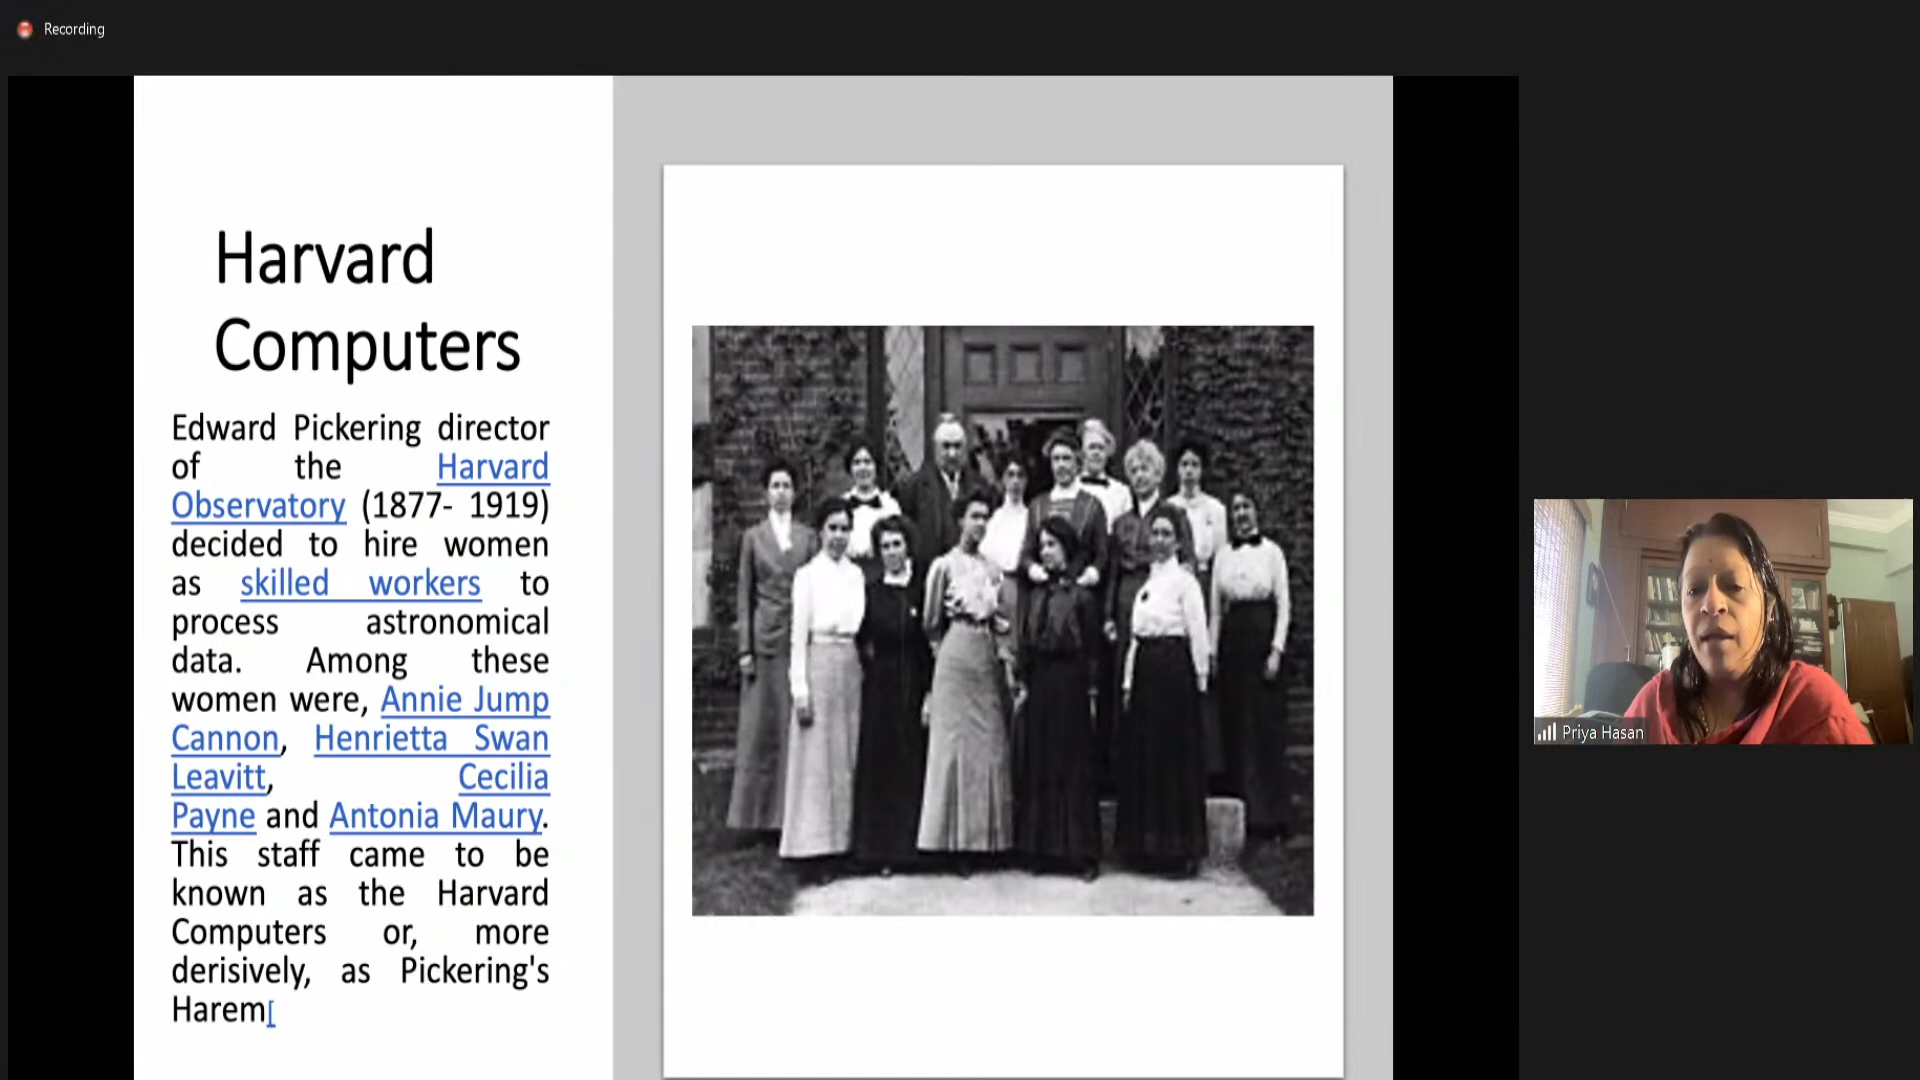 Recording
Harvard
Computers
Edward Pickering director
of the Harvard
Observatory (1877- 1919)
decided to hire women
as skilled workers to
process astronomical
data. Among these
women were, Annie Jump
Cannon, Henrietta Swan
Leavitt, Cecilia
Payne and Antonia Maury.
This staff came to be
known as the Harvard
Computers or, more
derisively, as Pickering's
Harem[
Priya Hasan